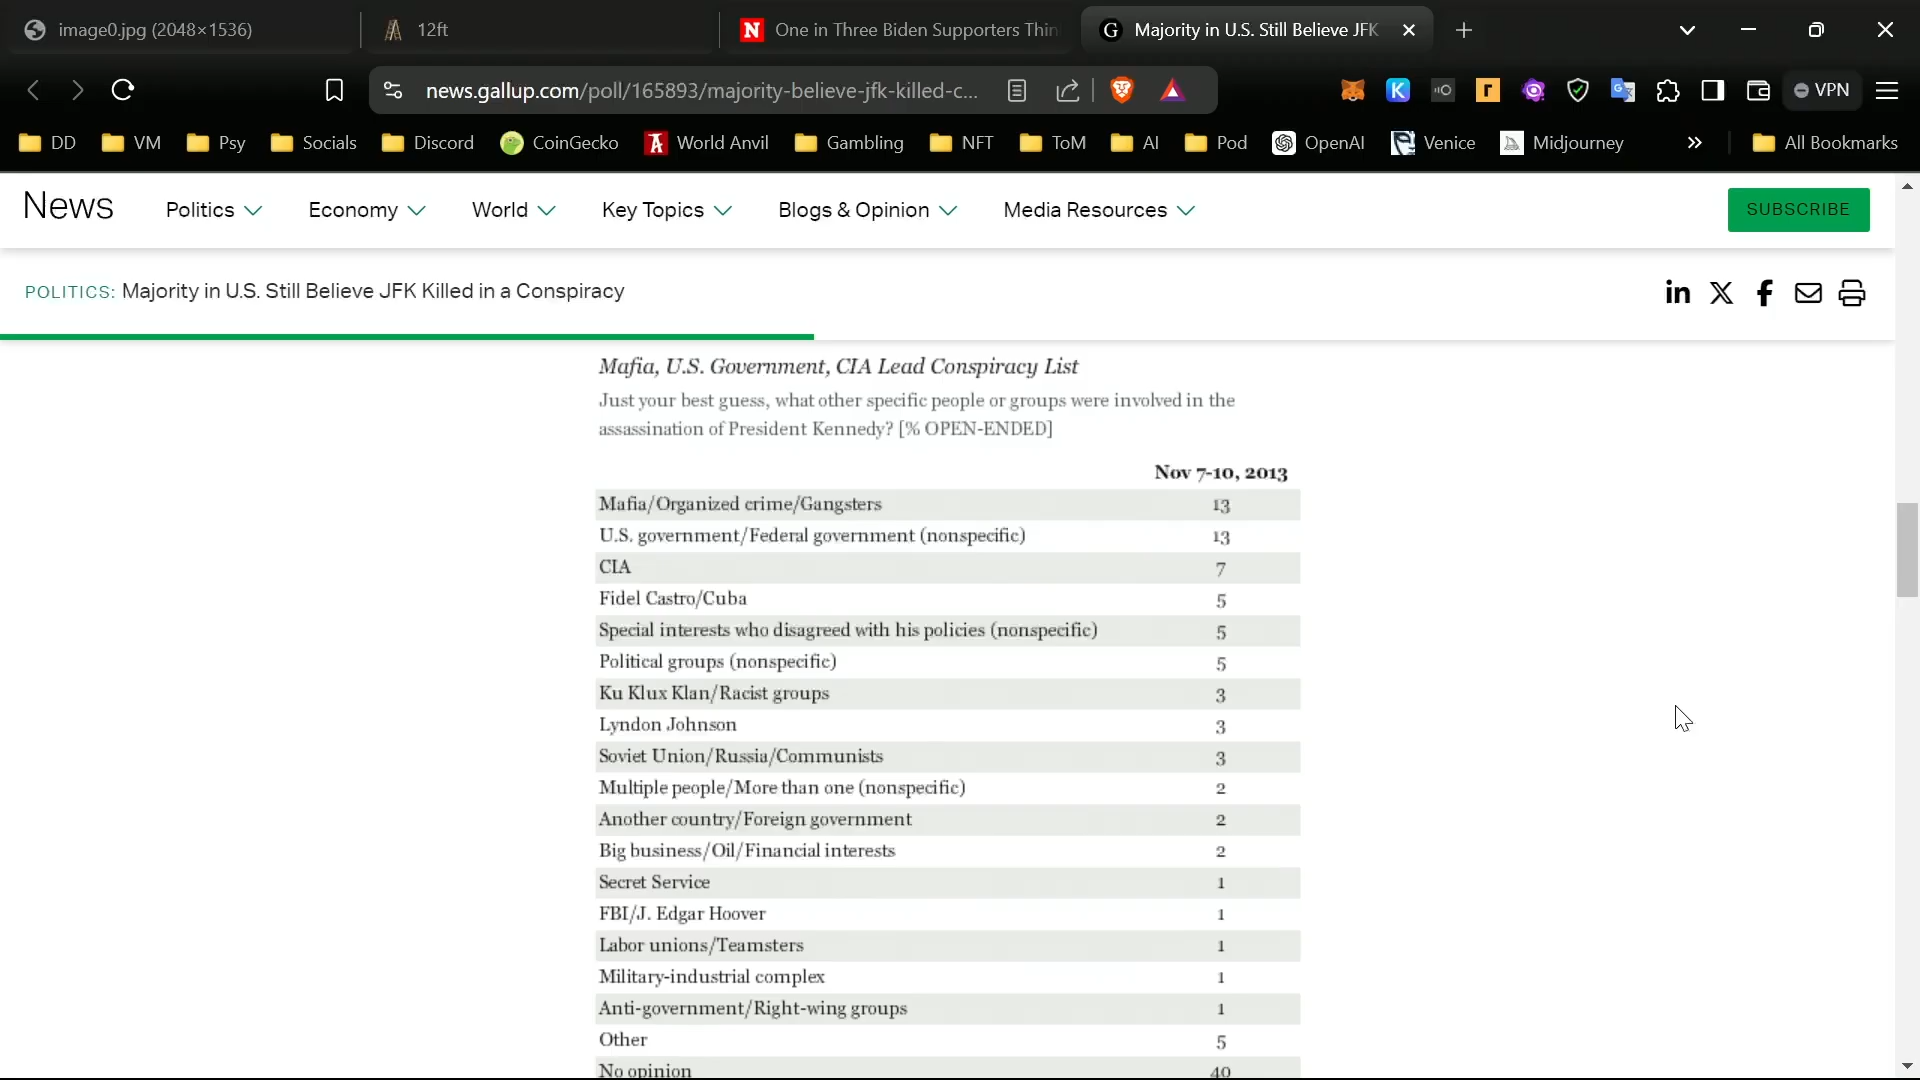 image0.jpg (2048×1536)
12ft
One in Three Biden Supporters Thin
Majority in U.S. Still Believe JFK
news.gallup.com/poll/165893/majority-believe-jfk-killed-c...
VPN
DD
VM
Psy
Socials
Discord
CoinGecko
World Anvil
Gambling
NFT
ToM
AI
Pod
OpenAI
Venice
Midjourney
All Bookmarks
News
Politics
Economy
World
Key Topics
Blogs & Opinion
Media Resources
SUBSCRIBE
POLITICS: Majority in U.S. Still Believe JFK Killed in a Conspiracy
Mafia, U.S. Government, CIA Lead Conspiracy List
Just your best guess, what other specific people or groups were involved in the
assassination of President Kennedy? [% OPEN-ENDED]
Nov 7-10, 2013
Mafia/Organized crime/Gangsters 13
U.S. government/Federal government (nonspecific) 13
CIA 7
Fidel Castro/Cuba 5
Special interests who disagreed with his policies (nonspecific) 5
Political groups (nonspecific) 5
Ku Klux Klan/Racist groups 3
Lyndon Johnson 3
Soviet Union/Russia/Communists 3
Multiple people/More than one (nonspecific) 2
Another country/Foreign government 2
Big business/Oil/Financial interests 2
Secret Service 1
FBI/J. Edgar Hoover 1
Labor unions/Teamsters 1
Military-industrial complex 1
Anti-government/Right-wing groups 1
Other 5
No opinion 40